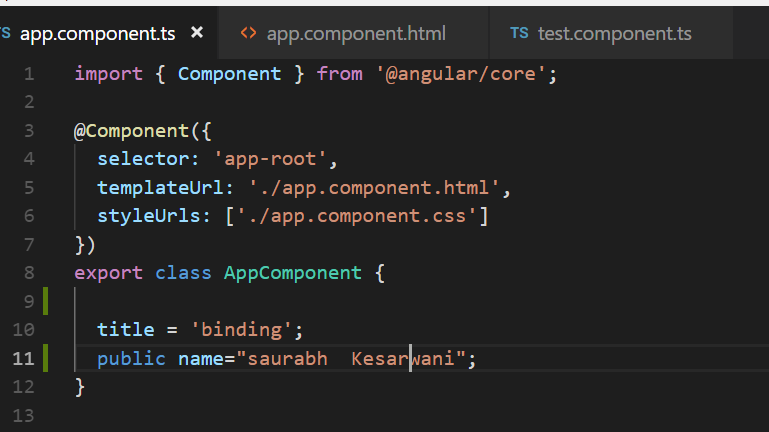 TS app.component.ts × <> app.component.html TS test.component.ts
1 import { Component } from '@angular/core';
2
3 @Component({
4 selector: 'app-root',
5 templateUrl: './app.component.html',
6 styleUrls: ['./app.component.css']
7 })
8 export class AppComponent {
9
10 title = 'binding';
11 public name="saurabh  Kesarwani";
12 }
13